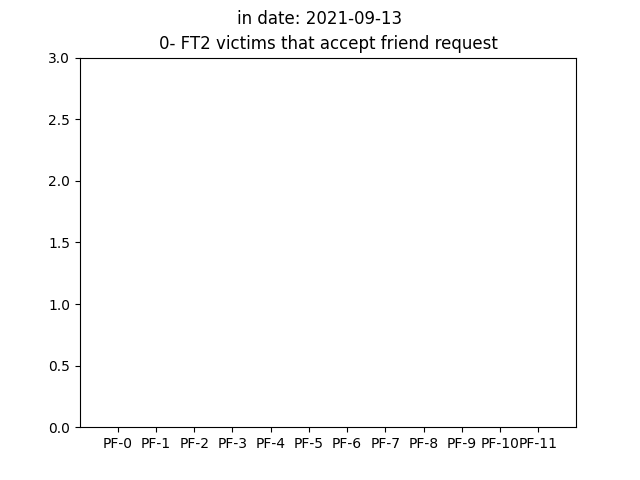 in date: 2021-09-13
0- FT2 victims that accept friend request
3.0
2.5
2.0
1.5
1.0
0.5
0.0
PF-0 PF-1 PF-2 PF-3 PF-4 PF-5 PF-6 PF-7 PF-8 PF-9 PF-10 PF-11